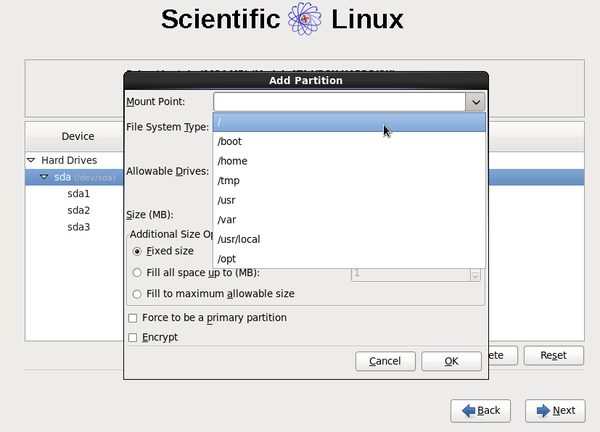 Scientific Linux
Add Partition
Mount Point:
/
File System Type:
/boot
/home
/tmp
/usr
/var
/usr/local
/opt
Allowable Drives:
Size (MB):
Additional Size Op
Fixed size
Fill all space up to (MB): 1
Fill to maximum allowable size
Force to be a primary partition
Encrypt
Cancel OK
Device
Hard Drives
sda (/dev/sda)
sda1
sda2
sda3
ete Reset
Back Next